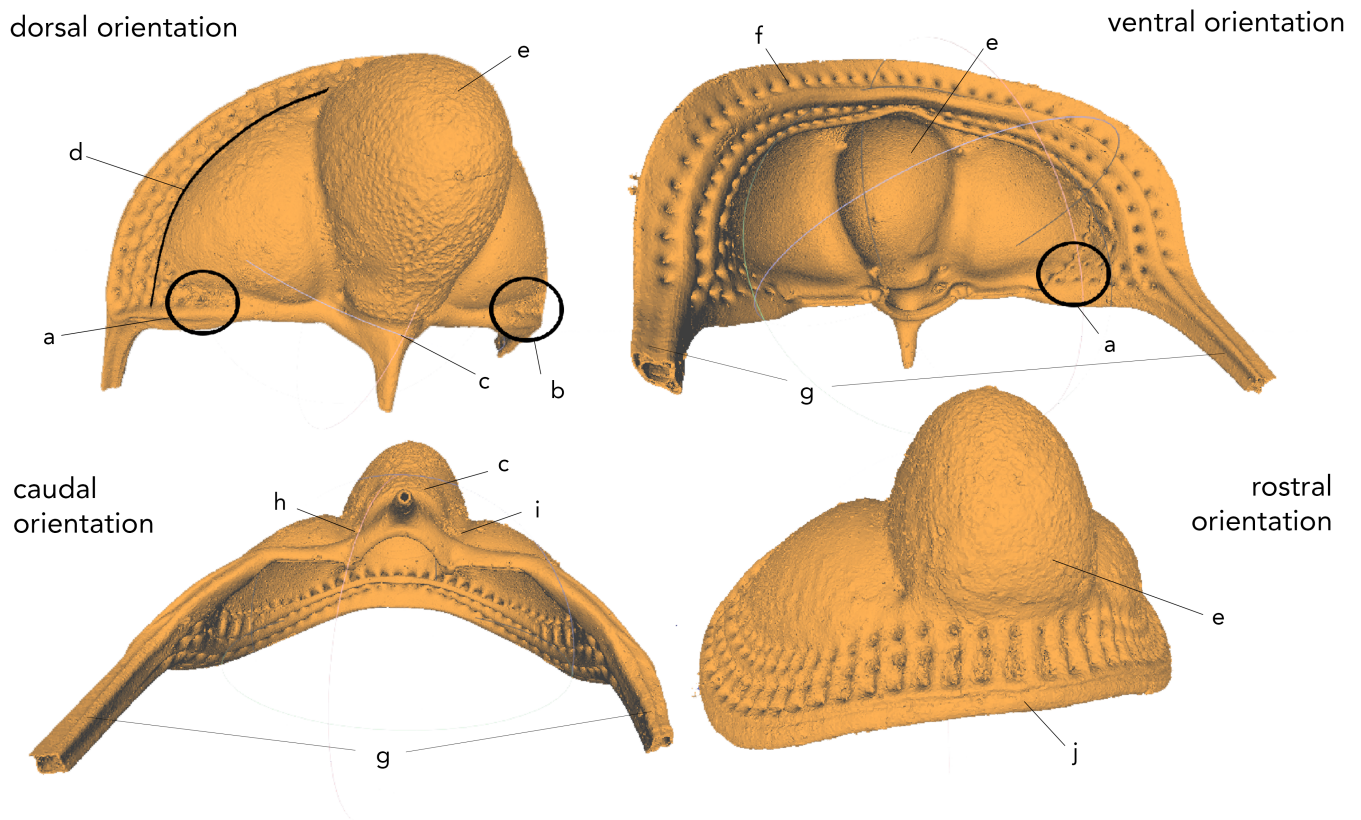 dorsal orientation
ventral orientation
e
f
e
d
a
c
b
a
g
caudal
orientation
c
h
i
g
rostral
orientation
e
j